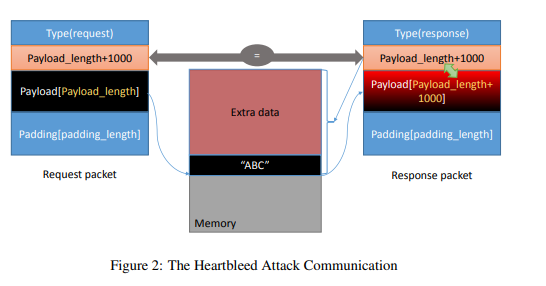 Type(request)
Payload_length+1000
Payload[Payload_length]
Padding[padding_length]
Request packet
=
Extra data
“ABC”
Memory
Type(response)
Payload_length+1000
Payload[Payload_length+
1000]
Padding[padding_length]
Response packet
Figure 2: The Heartbleed Attack Communication